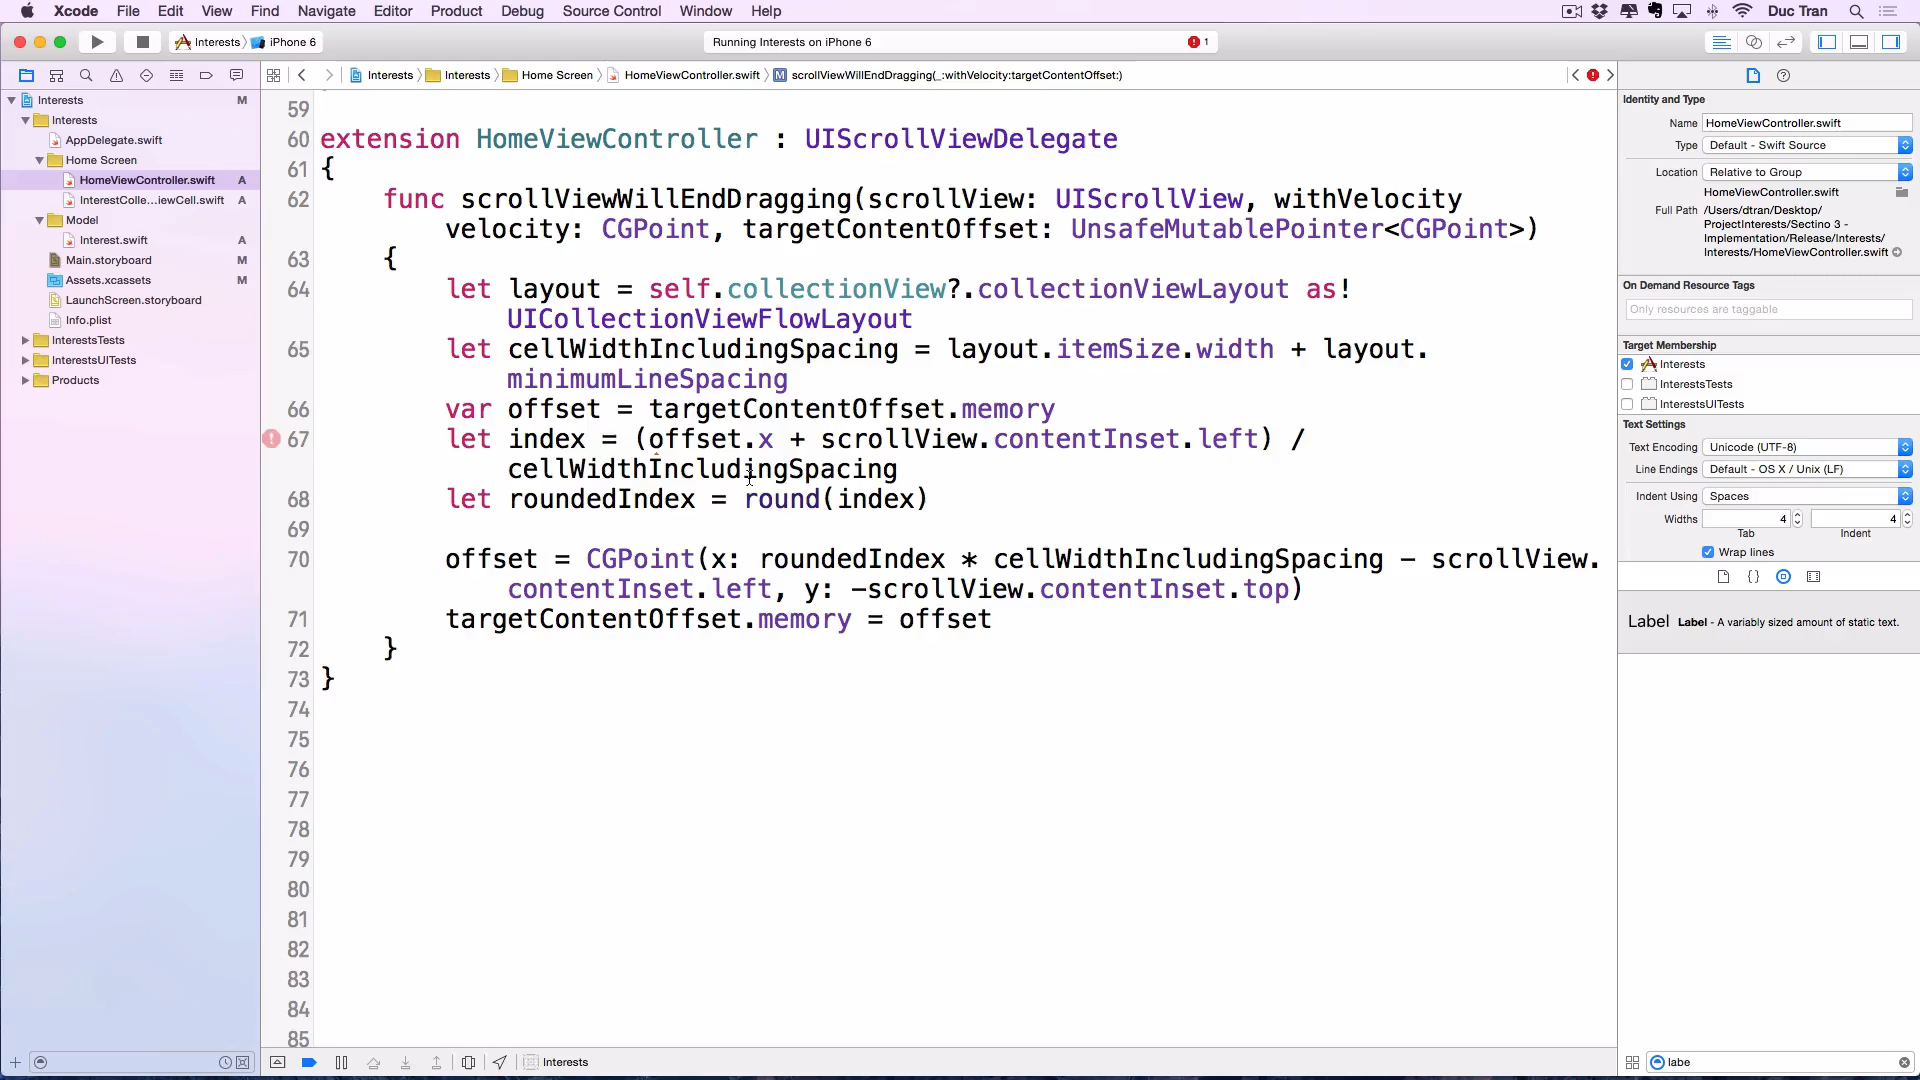 Xcode File Edit View Find Navigate Editor Product Debug Source Control Window Help Duc Tran
Interests iPhone 6 Running Interests on iPhone 6 1
Interests Interests Home Screen HomeViewController.swift M scrollViewWillEndDragging(_:withVelocity:targetContentOffset:)
Interests M
Interests
AppDelegate.swift
Home Screen
HomeViewController.swift A
InterestColle...iewCell.swift A
Model
Interest.swift A
Main.storyboard M
Assets.xcassets M
LaunchScreen.storyboard
Info.plist
InterestsTests
InterestsUITests
Products
59
60 extension HomeViewController : UIScrollViewDelegate
61 {
62 func scrollViewWillEndDragging(scrollView: UIScrollView, withVelocity
velocity: CGPoint, targetContentOffset: UnsafeMutablePointer<CGPoint>)
63 {
64 let layout = self.collectionView?.collectionViewLayout as!
UICollectionViewFlowLayout
65 let cellWidthIncludingSpacing = layout.itemSize.width + layout.
minimumLineSpacing
66 var offset = targetContentOffset.memory
67 let index = (offset.x + scrollView.contentInset.left) /
cellWidthIncludingSpacing
68 let roundedIndex = round(index)
69
70 offset = CGPoint(x: roundedIndex * cellWidthIncludingSpacing - scrollView.
contentInset.left, y: -scrollView.contentInset.top)
71 targetContentOffset.memory = offset
72 }
73 }
74
75
76
77
78
79
80
81
82
83
84
85
Interests
Identity and Type
Name HomeViewController.swift
Type Default - Swift Source
Location Relative to Group
HomeViewController.swift
Full Path /Users/dtran/Desktop/
ProjectInterests/Sectino 3 -
Implementation/Release/Interests/
Interests/HomeViewController.swift
On Demand Resource Tags
Only resources are taggable
Target Membership
Interests
InterestsTests
InterestsUITests
Text Settings
Text Encoding Unicode (UTF-8)
Line Endings Default - OS X / Unix (LF)
Indent Using Spaces
Widths 4 4
Tab Indent
Wrap lines
Label Label - A variably sized amount of static text.
labe